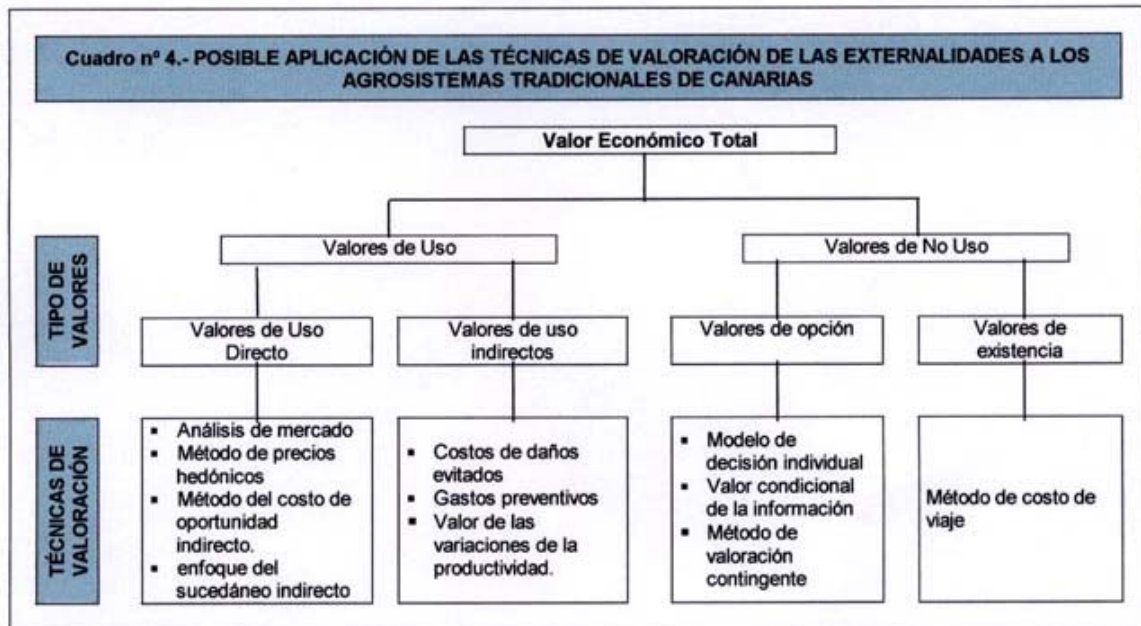 Cuadro nº 4.- POSIBLE APLICACIÓN DE LAS TÉCNICAS DE VALORACIÓN DE LAS EXTERNALIDADES A LOS
AGROSISTEMAS TRADICIONALES DE CANARIAS
Valor Económico Total
TIPO DE
VALORES
Valores de Uso
Valores de No Uso
Valores de Uso
Directo
Valores de uso
indirectos
Valores de opción
Valores de
existencia
TÉCNICAS DE
VALORACIÓN
▪ Análisis de mercado
▪ Método de precios
hedónicos
▪ Método del costo de
oportunidad
indirecto.
▪ enfoque del
sucedáneo indirecto
▪ Costos de daños
evitados
▪ Gastos preventivos
▪ Valor de las
variaciones de la
productividad.
▪ Modelo de
decisión individual
▪ Valor condicional
de la información
▪ Método de
valoración
contingente
Método de costo de
viaje